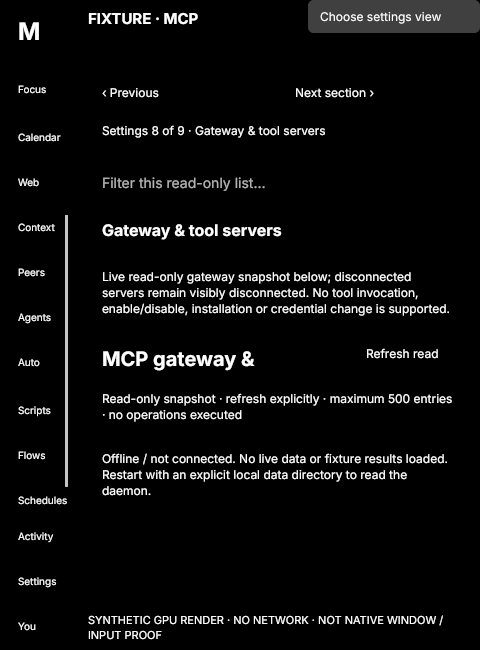 M
FIXTURE · MCP
Choose settings view
Focus
Calendar
Web
Context
Peers
Agents
Auto
Scripts
Flows
Schedules
Activity
Settings
You
‹ Previous
Next section ›
Settings 8 of 9 · Gateway & tool servers
Filter this read-only list...
Gateway & tool servers
Live read-only gateway snapshot below; disconnected
servers remain visibly disconnected. No tool invocation,
enable/disable, installation or credential change is supported.
MCP gateway &
Refresh read
Read-only snapshot · refresh explicitly · maximum 500 entries
· no operations executed
Offline / not connected. No live data or fixture results loaded.
Restart with an explicit local data directory to read the
daemon.
SYNTHETIC GPU RENDER · NO NETWORK · NOT NATIVE WINDOW /
INPUT PROOF